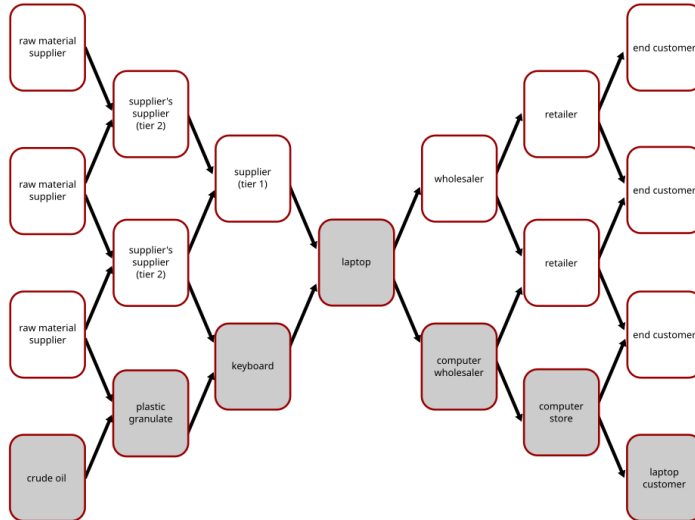 raw material
supplier
raw material
supplier
raw material
supplier
crude oil
supplier's
supplier
(tier 2)
supplier's
supplier
(tier 2)
plastic
granulate
supplier
(tier 1)
keyboard
laptop
wholesaler
computer
wholesaler
retailer
retailer
computer
store
end customer
end customer
end customer
laptop
customer